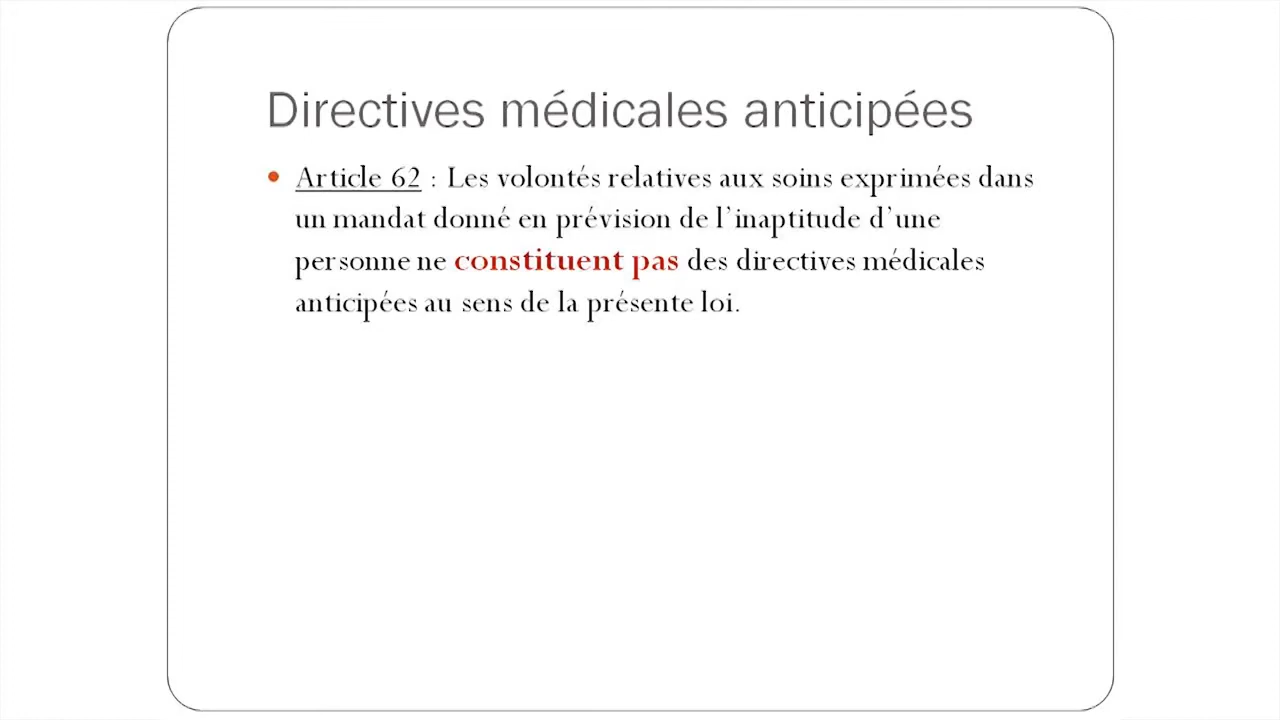 Directives médicales anticipées
• Article 62 : Les volontés relatives aux soins exprimées dans
un mandat donné en prévision de l’inaptitude d’une
personne ne constituent pas des directives médicales
anticipées au sens de la présente loi.